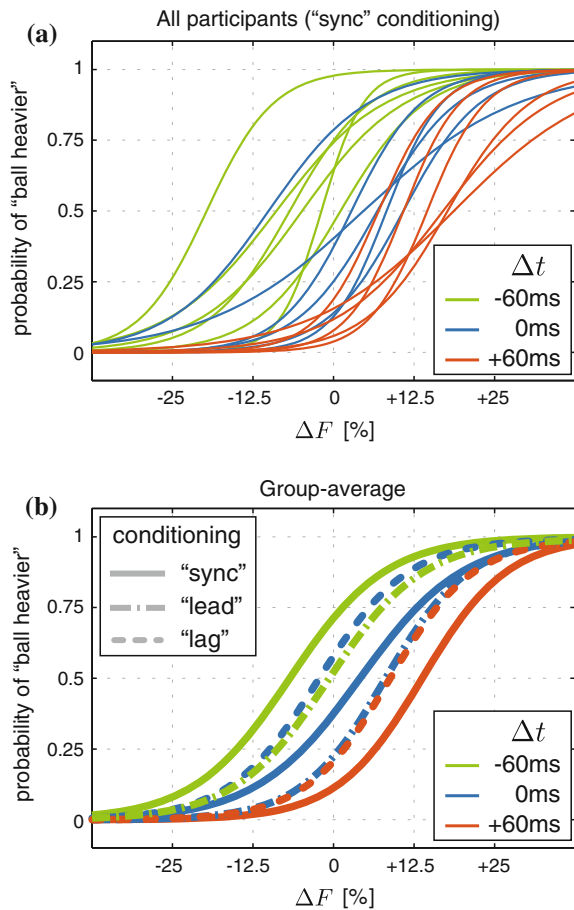 All participants (“sync” conditioning)
(a)
probability of “ball heavier”
1
0.75
0.5
0.25
0
-25
-12.5
0
+12.5
+25
ΔF [%]
Δt
-60ms
0ms
+60ms
Group-average
(b)
probability of “ball heavier”
1
0.75
0.5
0.25
0
conditioning
“sync”
“lead”
“lag”
Δt
-60ms
0ms
+60ms
-25
-12.5
0
+12.5
+25
ΔF [%]